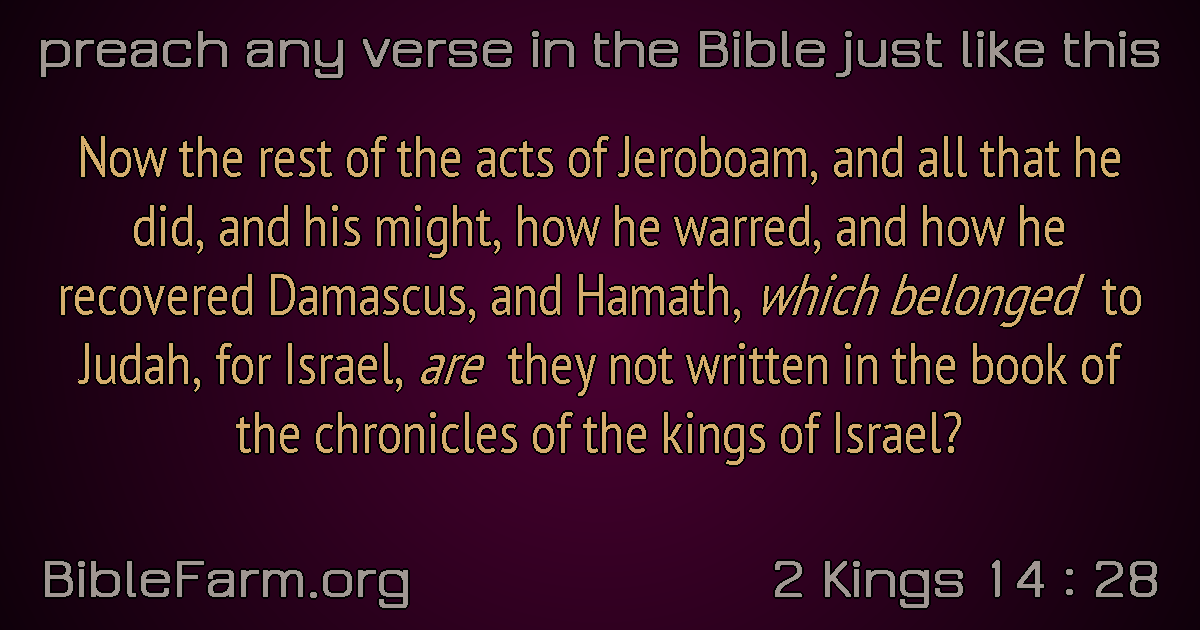 preach any verse in the Bible just like this
Now the rest of the acts of Jeroboam, and all that he
did, and his might, how he warred, and how he
recovered Damascus, and Hamath, which belonged to
Judah, for Israel, are they not written in the book of
the chronicles of the kings of Israel?
BibleFarm.org
2 Kings 14 : 28